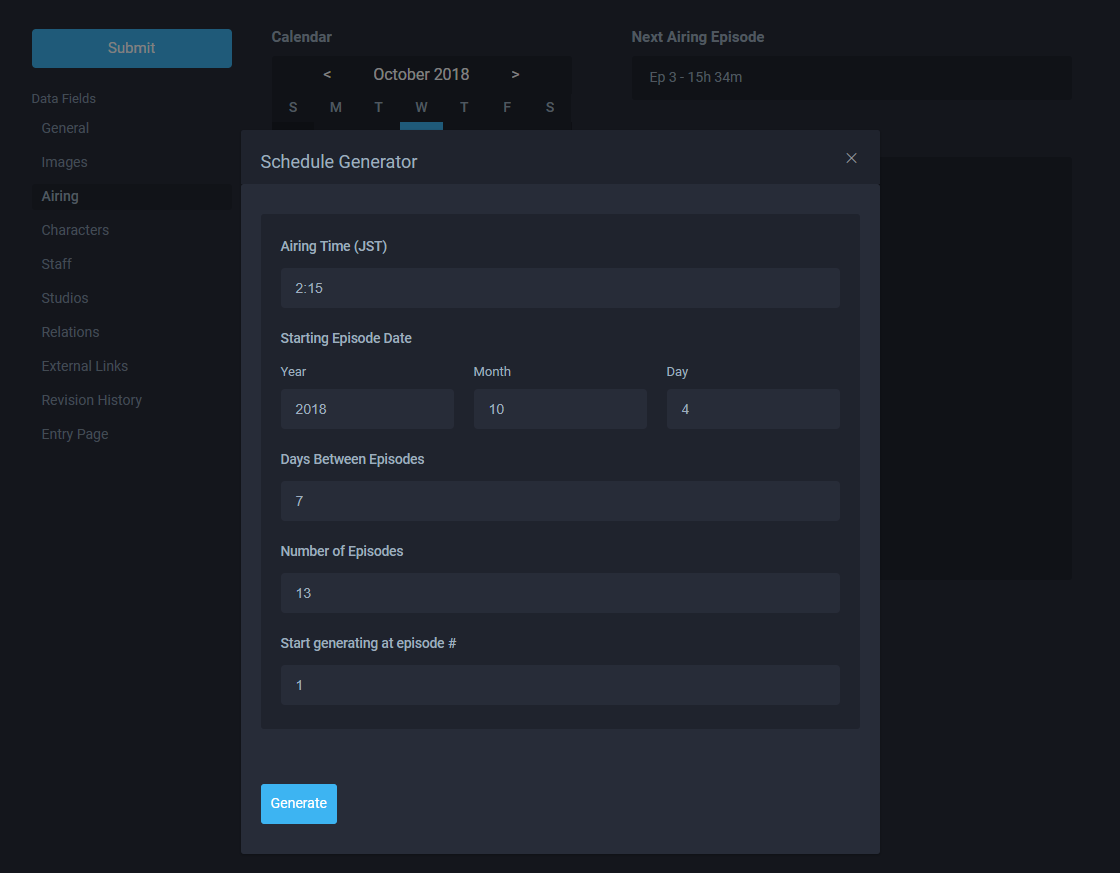 Submit
Data Fields
General
Images
Airing
Characters
Staff
Studios
Relations
External Links
Revision History
Entry Page
Calendar
< October 2018 >
S M T W T F S
Next Airing Episode
Ep 3 - 15h 34m
Schedule Generator
Airing Time (JST)
2:15
Starting Episode Date
Year Month Day
2018 10 4
Days Between Episodes
7
Number of Episodes
13
Start generating at episode #
1
Generate